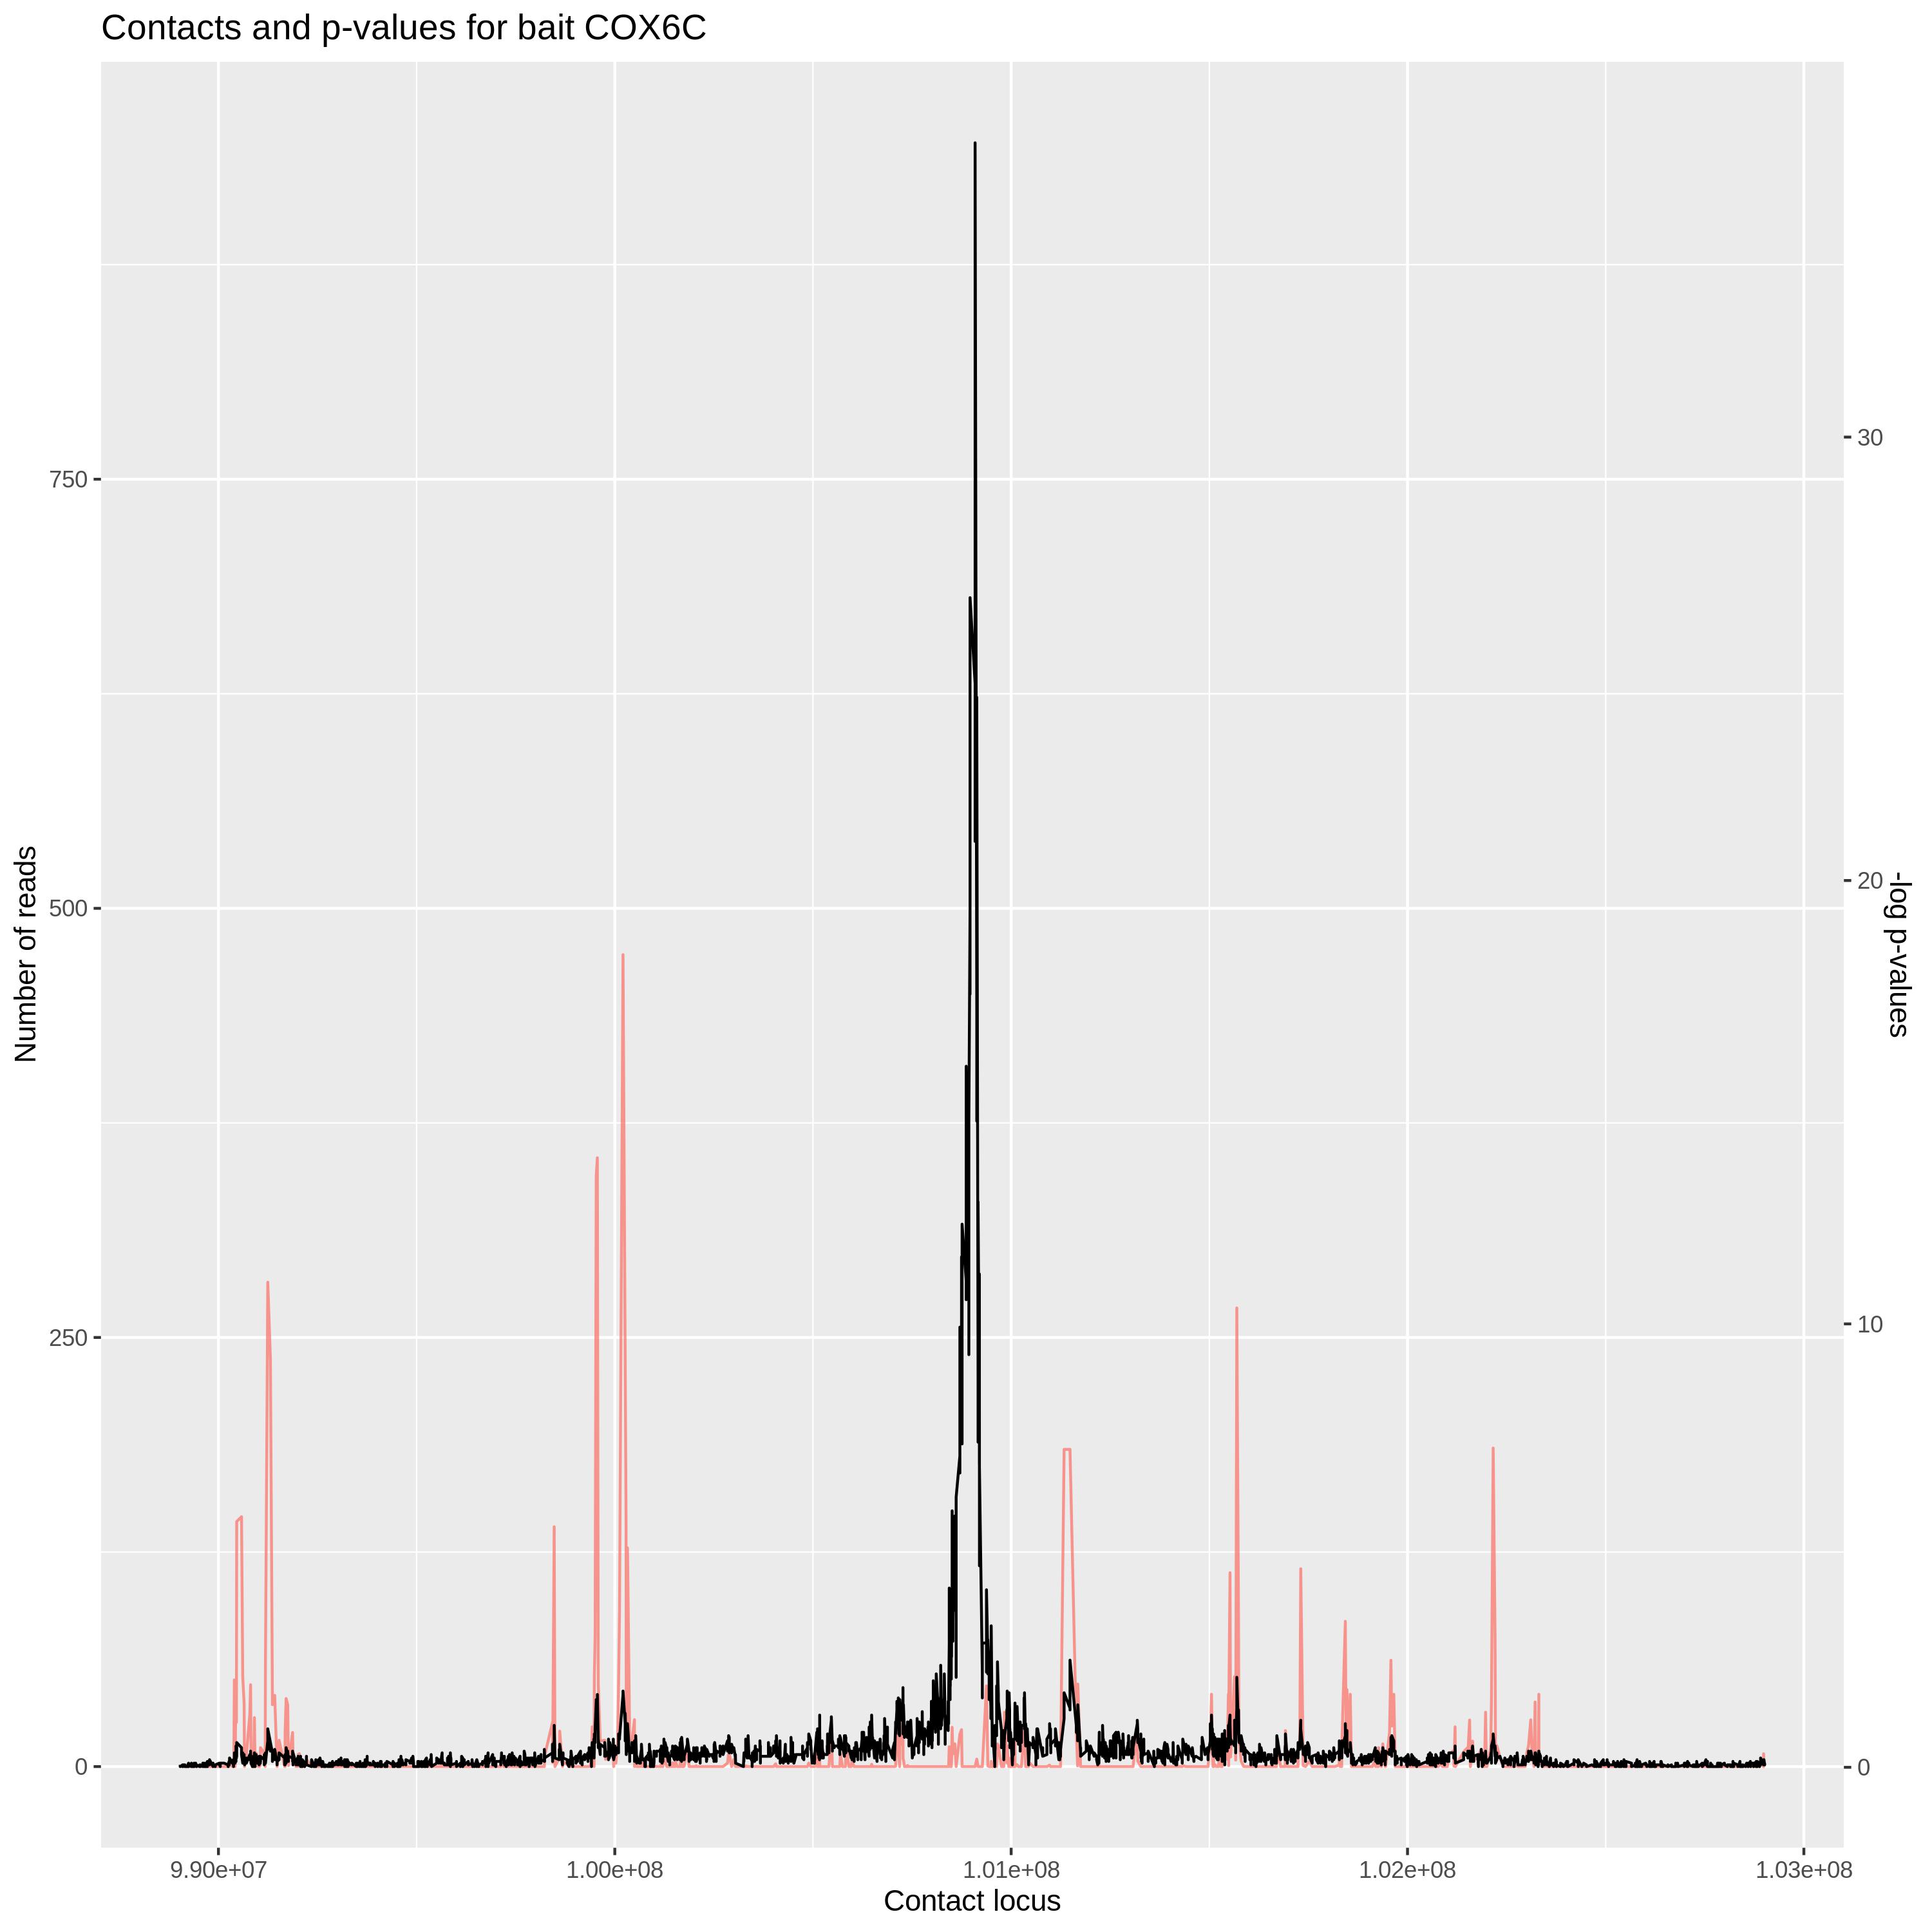 Contacts and p-values for bait COX6C
Number of reads
750
500
250
0
30
20
10
0
-log p-values
9.90e+07
1.00e+08
1.01e+08
1.02e+08
1.03e+08
Contact locus